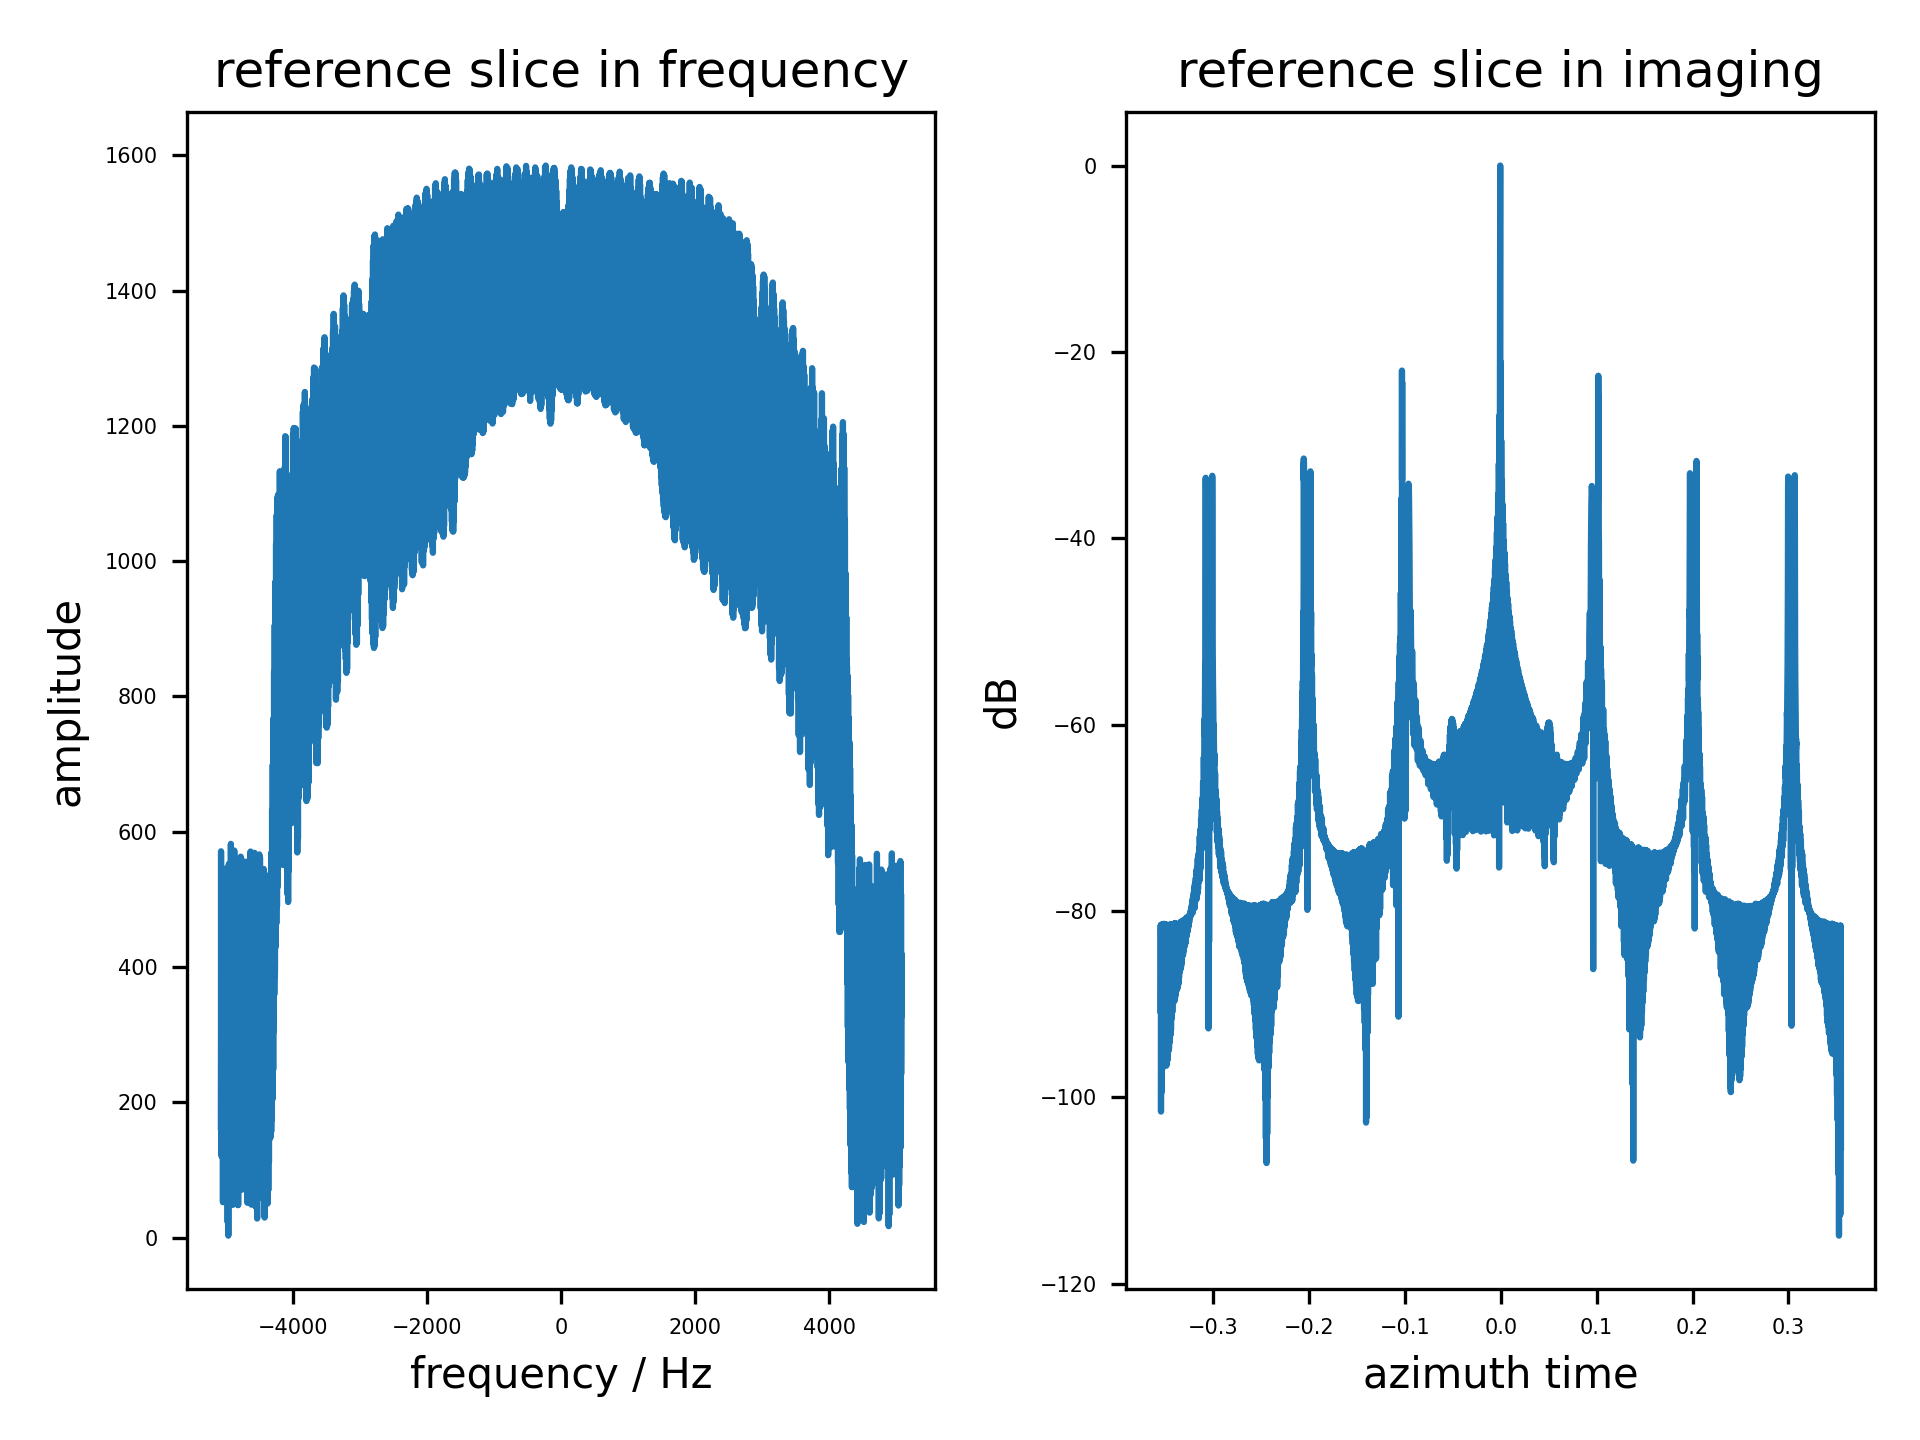 reference slice in frequency
1600
1400
1200
1000
800
600
400
200
0
amplitude
−4000 −2000 0 2000 4000
frequency / Hz
reference slice in imaging
0
−20
−40
−60
−80
−100
−120
dB
−0.3 −0.2 −0.1 0.0 0.1 0.2 0.3
azimuth time